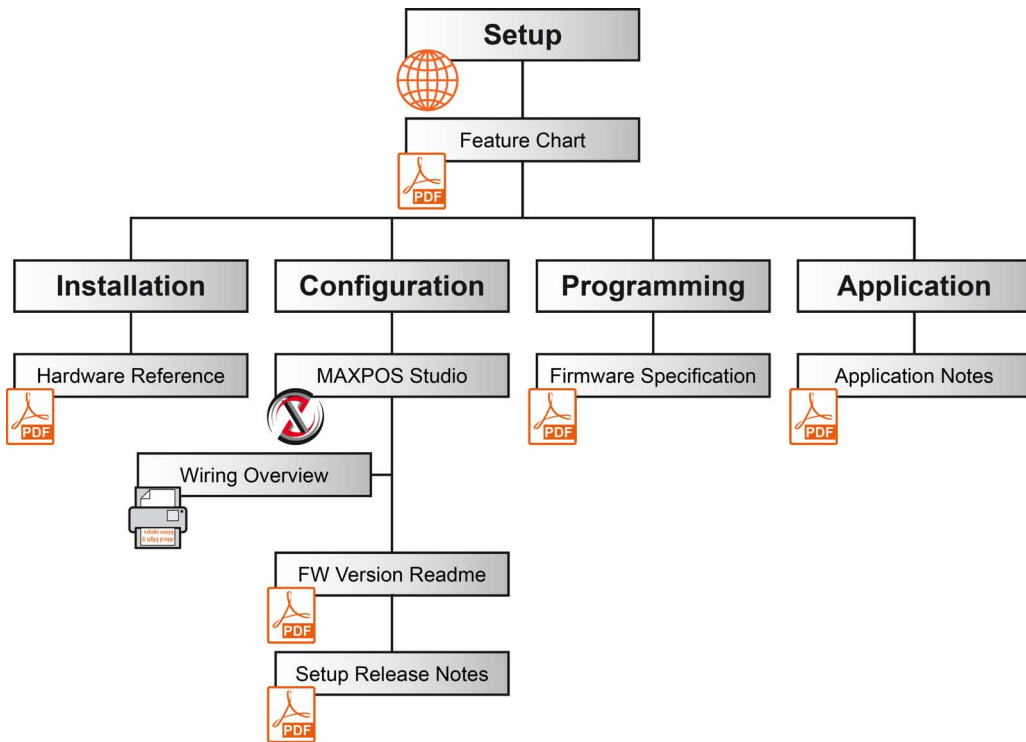 Setup
Feature Chart
PDF
Installation
Configuration
Programming
Application
Hardware Reference
MAXPOS Studio
Firmware Specification
Application Notes
PDF
PDF
PDF
Wiring Overview
FW Version Readme
PDF
Setup Release Notes
PDF